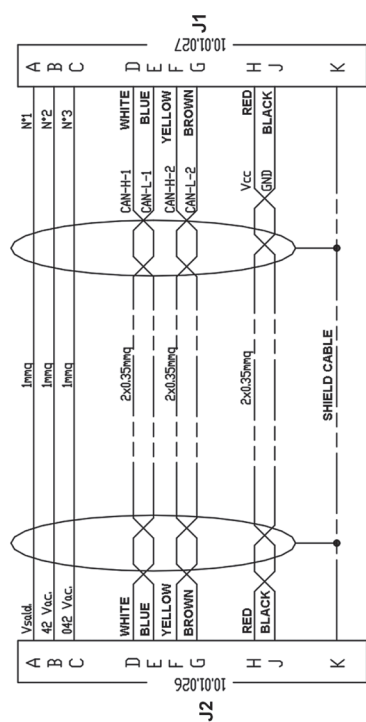 A Vsald. 1mmq N°1 A
B 42 Vac. 1mmq N°2 B
C 042 Vac. 1mmq N°3 C
D WHITE 2x0.35mmq CAN-H-1 WHITE D
E BLUE CAN-L-1 BLUE E
F YELLOW 2x0.35mmq CAN-H-2 YELLOW F
G BROWN CAN-L-2 BROWN G
H RED 2x0.35mmq Vcc RED H
J BLACK GND BLACK J
K SHIELD CABLE K
J2 10.01.026
10.01.027 J1